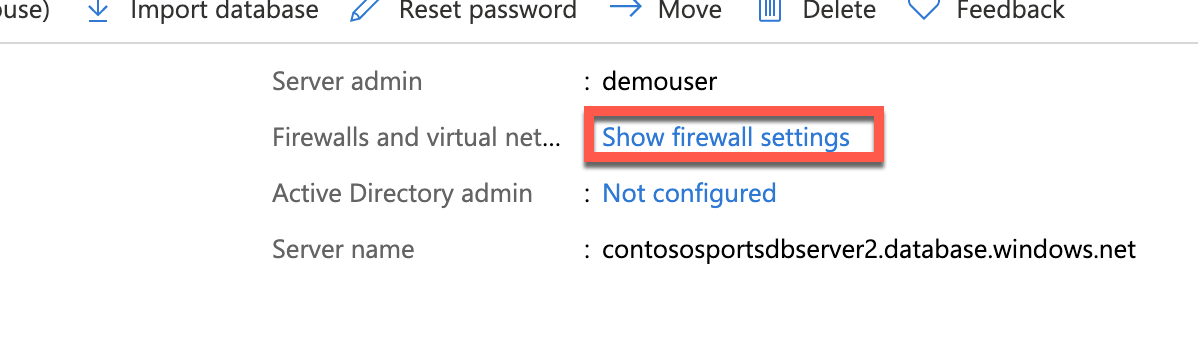 ouse) Import database Reset password Move Delete Feedback
Server admin : demouser
Firewalls and virtual net... Show firewall settings
Active Directory admin : Not configured
Server name : contososportsdbserver2.database.windows.net